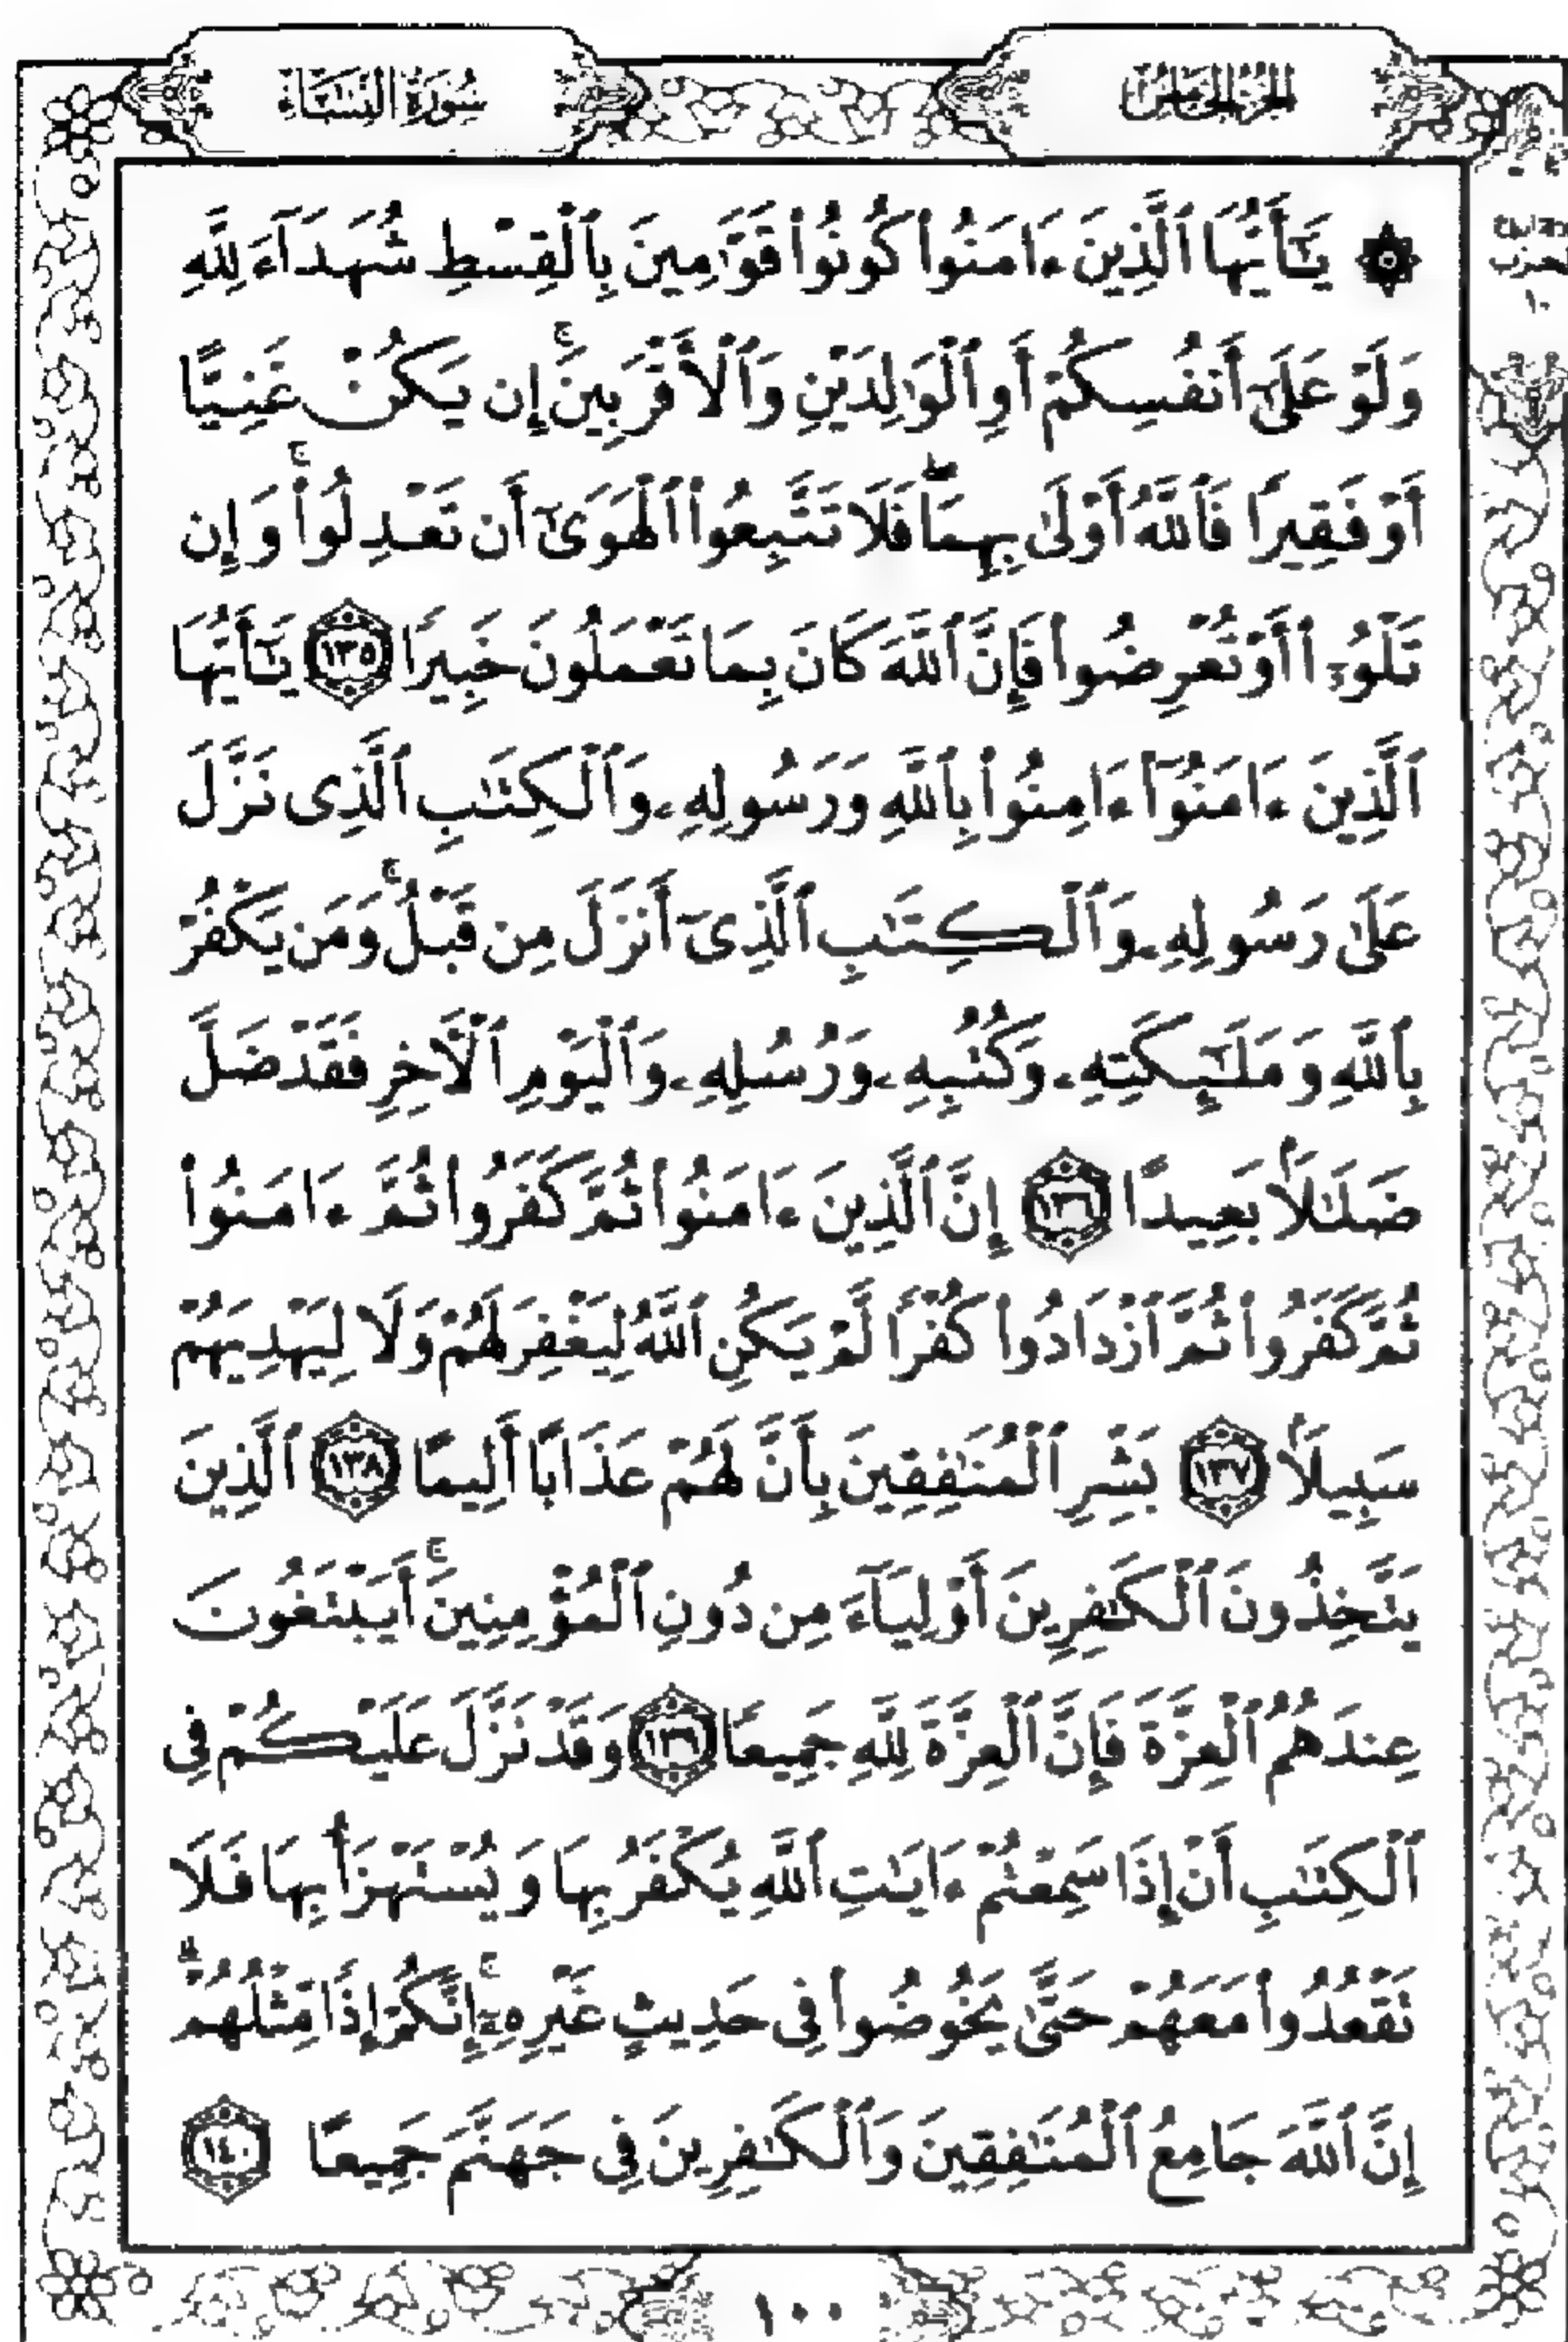 الجزء الخامس
سورة النساء
۞ يَٰٓأَيُّهَا ٱلَّذِينَ ءَامَنُوا۟ كُونُوا۟ قَوَّٰمِينَ بِٱلْقِسْطِ شُهَدَآءَ لِلَّهِ
وَلَوْ عَلَىٰٓ أَنفُسِكُمْ أَوِ ٱلْوَٰلِدَيْنِ وَٱلْأَقْرَبِينَ ۚ إِن يَكُنْ غَنِيًّا
أَوْ فَقِيرًا فَٱللَّهُ أَوْلَىٰ بِهِمَا ۖ فَلَا تَتَّبِعُوا۟ ٱلْهَوَىٰٓ أَن تَعْدِلُوا۟ ۚ وَإِن
تَلْوُۥٓا۟ أَوْ تُعْرِضُوا۟ فَإِنَّ ٱللَّهَ كَانَ بِمَا تَعْمَلُونَ خَبِيرًا ١٣٥ يَٰٓأَيُّهَا
ٱلَّذِينَ ءَامَنُوٓا۟ ءَامِنُوا۟ بِٱللَّهِ وَرَسُولِهِۦ وَٱلْكِتَٰبِ ٱلَّذِى نَزَّلَ
عَلَىٰ رَسُولِهِۦ وَٱلْكِتَٰبِ ٱلَّذِىٓ أَنزَلَ مِن قَبْلُ ۚ وَمَن يَكْفُرْ
بِٱللَّهِ وَمَلَٰٓئِكَتِهِۦ وَكُتُبِهِۦ وَرُسُلِهِۦ وَٱلْيَوْمِ ٱلْءَاخِرِ فَقَدْ ضَلَّ
ضَلَٰلًۢا بَعِيدًا ١٣٦ إِنَّ ٱلَّذِينَ ءَامَنُوا۟ ثُمَّ كَفَرُوا۟ ثُمَّ ءَامَنُوا۟
ثُمَّ كَفَرُوا۟ ثُمَّ ٱزْدَادُوا۟ كُفْرًا لَّمْ يَكُنِ ٱللَّهُ لِيَغْفِرَ لَهُمْ وَلَا لِيَهْدِيَهُمْ
سَبِيلًۢا ١٣٧ بَشِّرِ ٱلْمُنَٰفِقِينَ بِأَنَّ لَهُمْ عَذَابًا أَلِيمًا ١٣٨ ٱلَّذِينَ
يَتَّخِذُونَ ٱلْكَٰفِرِينَ أَوْلِيَآءَ مِن دُونِ ٱلْمُؤْمِنِينَ ۚ أَيَبْتَغُونَ
عِندَهُمُ ٱلْعِزَّةَ فَإِنَّ ٱلْعِزَّةَ لِلَّهِ جَمِيعًا ١٣٩ وَقَدْ نَزَّلَ عَلَيْكُمْ فِى
ٱلْكِتَٰبِ أَنْ إِذَا سَمِعْتُمْ ءَايَٰتِ ٱللَّهِ يُكْفَرُ بِهَا وَيُسْتَهْزَأُ بِهَا فَلَا
تَقْعُدُوا۟ مَعَهُمْ حَتَّىٰ يَخُوضُوا۟ فِى حَدِيثٍ غَيْرِهِۦٓ ۚ إِنَّكُمْ إِذًا مِّثْلُهُمْ ۗ
إِنَّ ٱللَّهَ جَامِعُ ٱلْمُنَٰفِقِينَ وَٱلْكَٰفِرِينَ فِى جَهَنَّمَ جَمِيعًا ١٤٠
الحزب
١٠
١٠٠